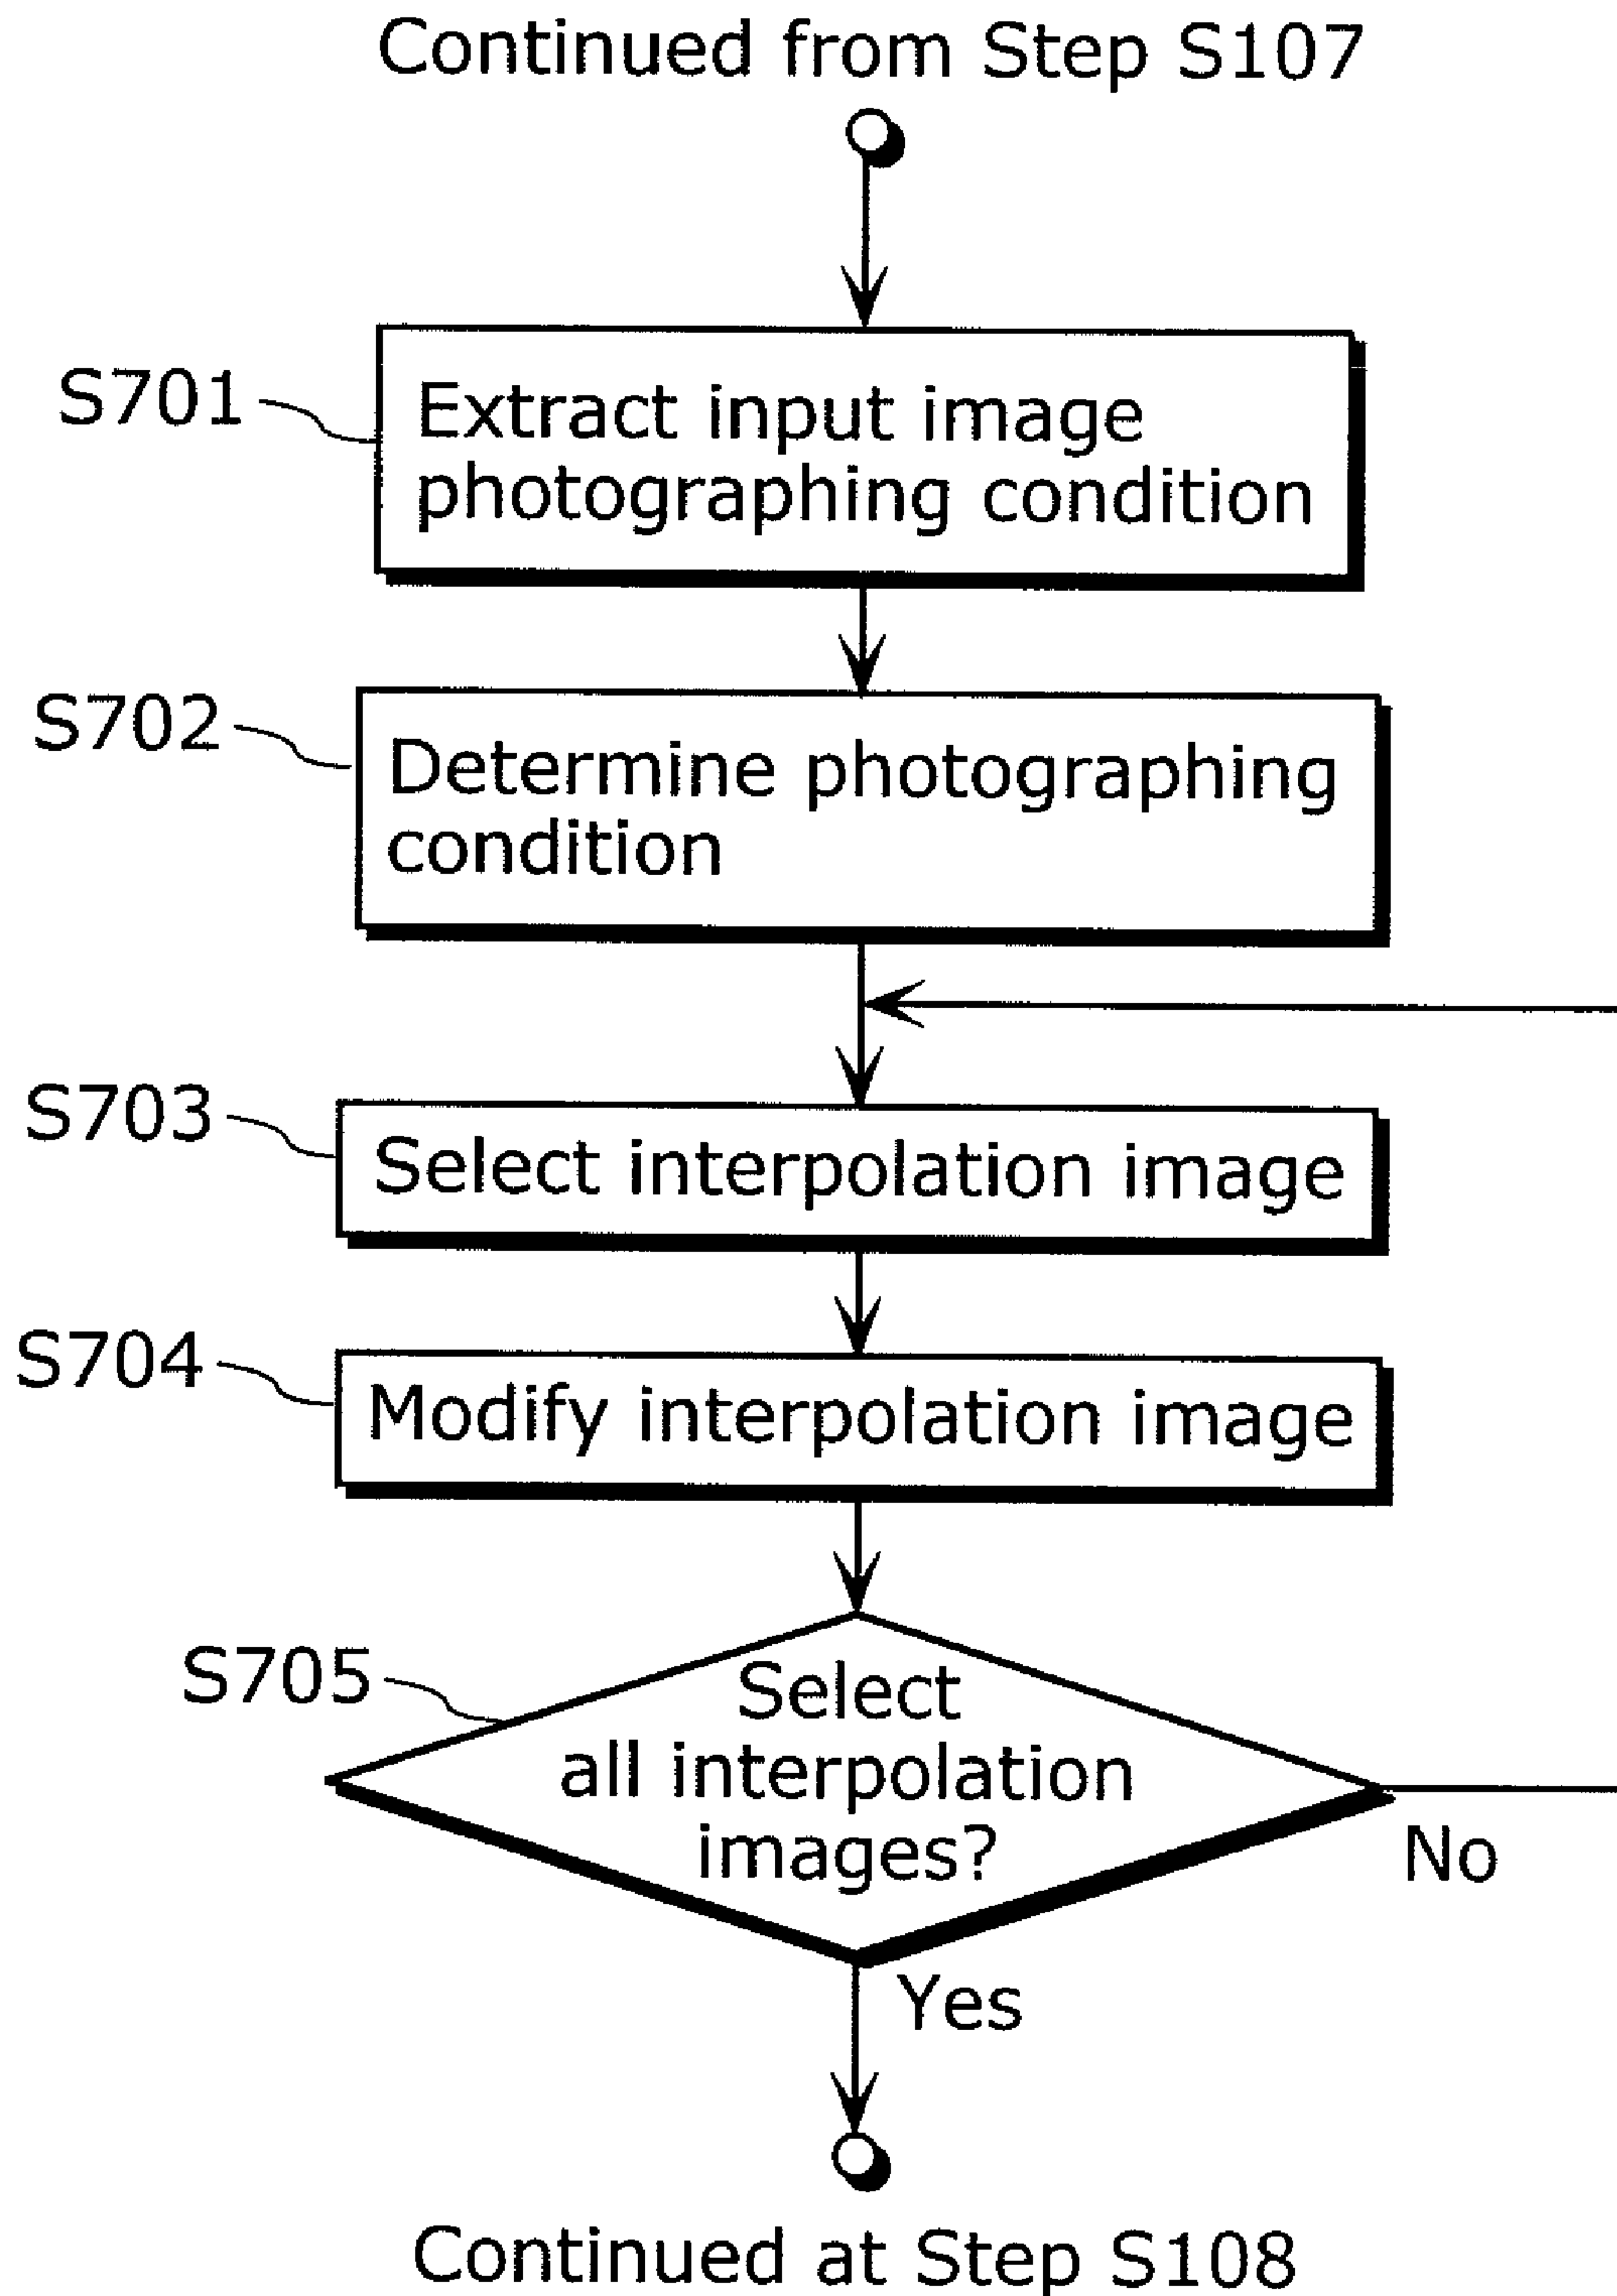 Continued from Step S107
S701
Extract input image
photographing condition
S702
Determine photographing
condition
S703
Select interpolation image
S704
Modify interpolation image
S705
Select
all interpolation
images?
No
Yes
Continued at Step S108